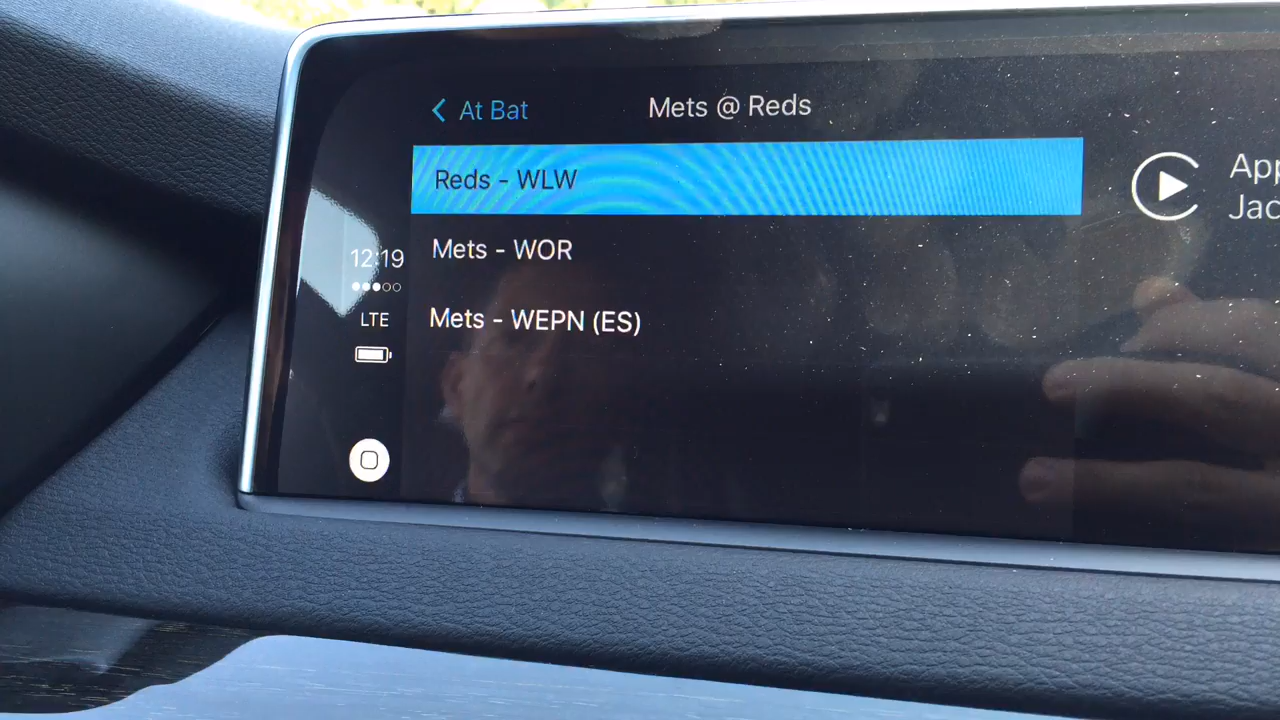 At Bat
Mets @ Reds
Reds - WLW
Mets - WOR
Mets - WEPN (ES)
12:19
LTE
App
Jac